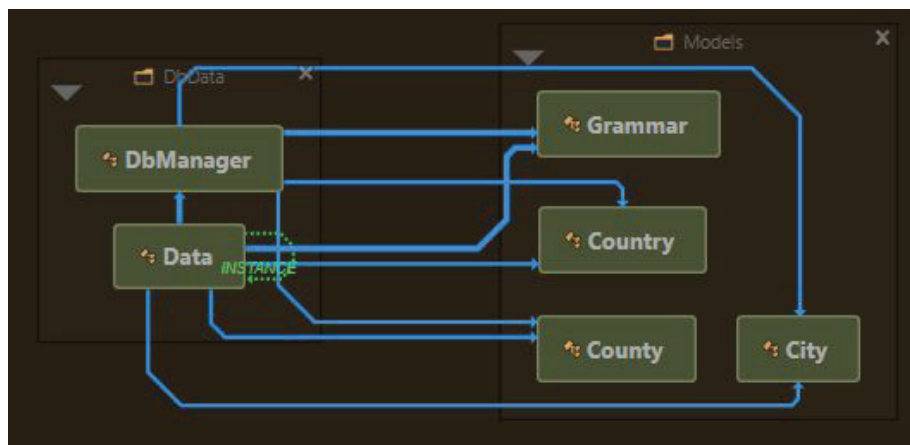 Models
DbData
Grammar
DbManager
Country
Data
INSTANCE
County
City